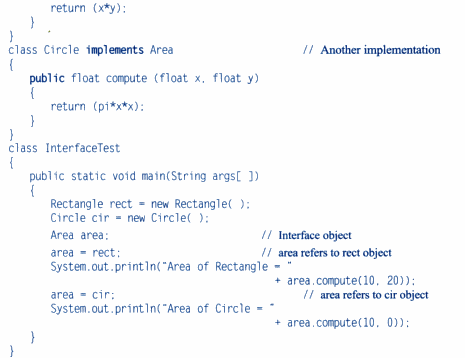 return (x*y);
}
}
class Circle implements Area // Another implementation
{
public float compute (float x, float y)
{
return (pi*x*x);
}
}
class InterfaceTest
{
public static void main(String args[ ])
{
Rectangle rect = new Rectangle( );
Circle cir = new Circle( );
Area area; // Interface object
area = rect; // area refers to rect object
System.out.println("Area of Rectangle = "
+ area.compute(10, 20));
area = cir; // area refers to cir object
System.out.println("Area of Circle = "
+ area.compute(10, 0));
}
}